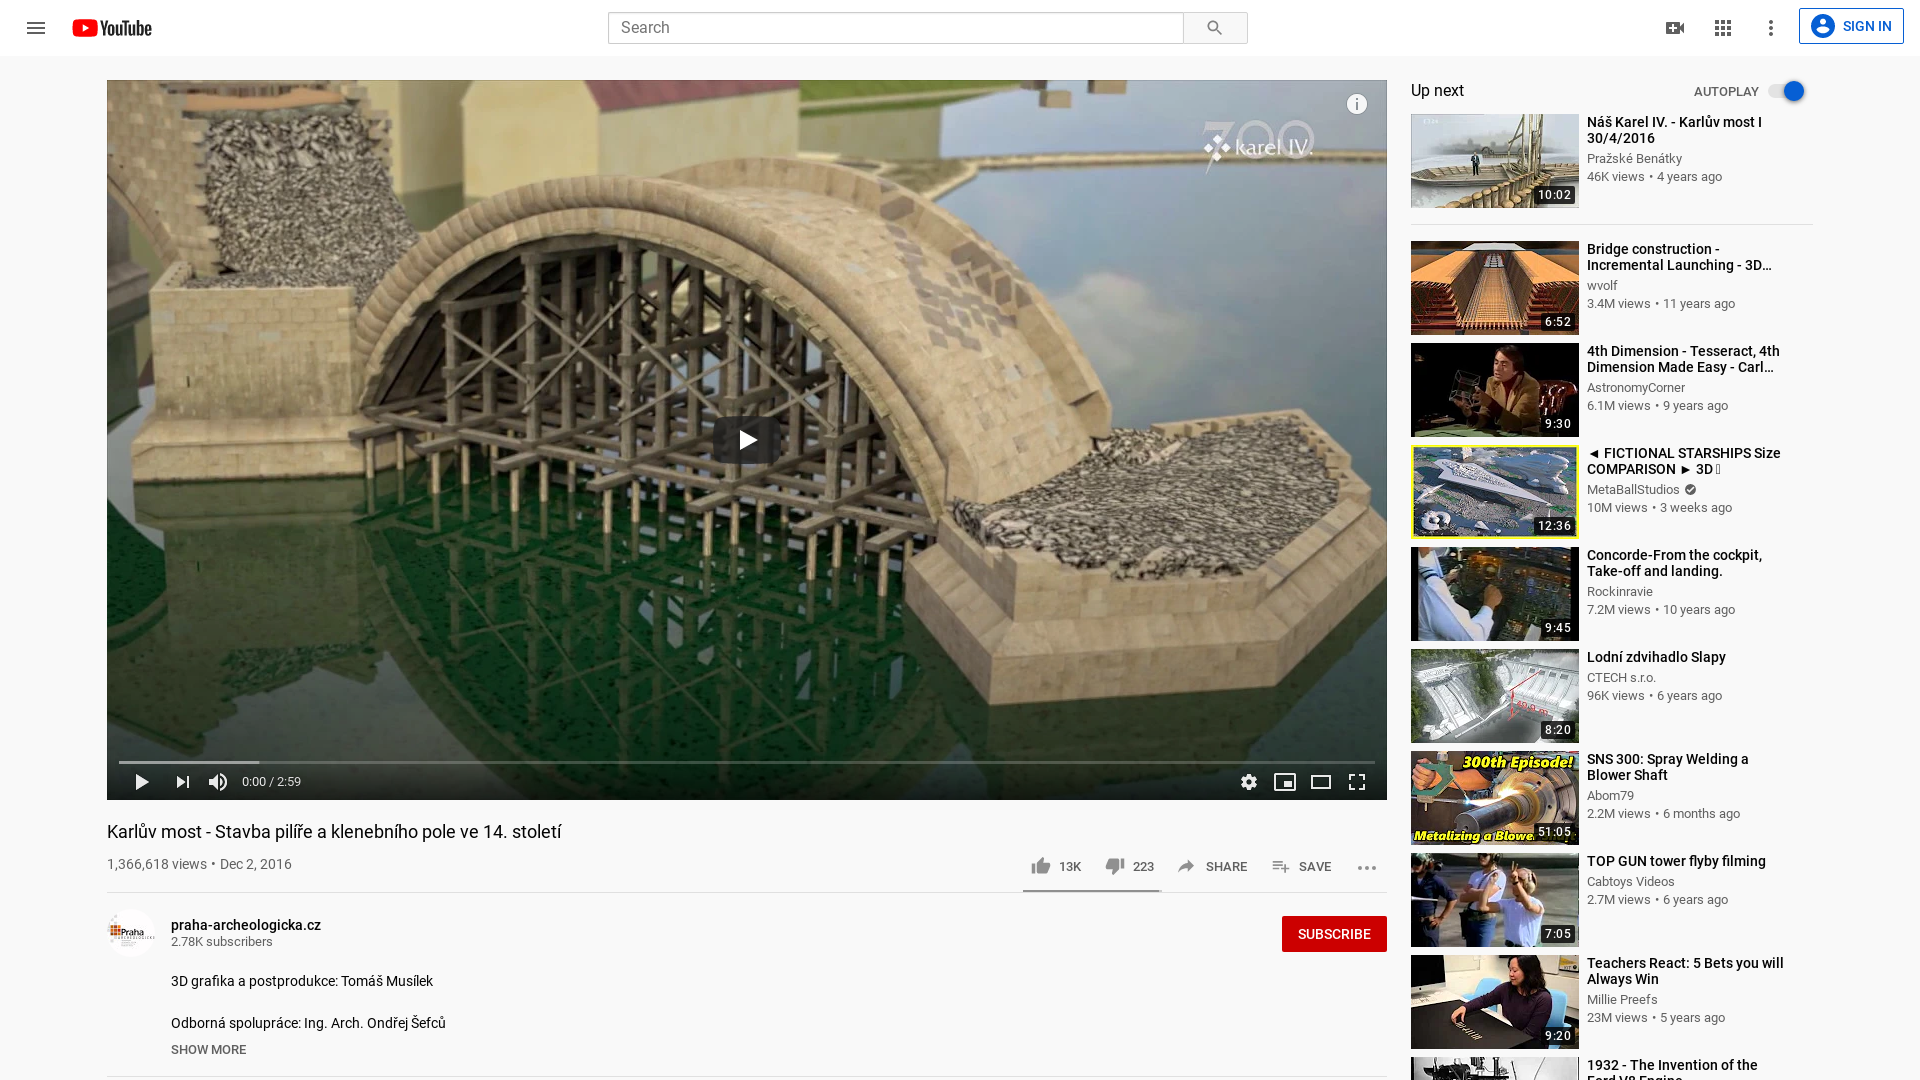 YouTube
Search
SIGN IN
700
karel IV.
0:00 / 2:59
Karlův most - Stavba pilíře a klenebního pole ve 14. století
1,366,618 views • Dec 2, 2016
13K
223
SHARE
SAVE
Praha
praha-archeologicka.cz
2.78K subscribers
SUBSCRIBE
3D grafika a postprodukce: Tomáš Musílek
Odborná spolupráce: Ing. Arch. Ondřej Šefců
SHOW MORE
Up next
AUTOPLAY
10:02
Náš Karel IV. - Karlův most I
30/4/2016
Pražské Benátky
46K views • 4 years ago
6:52
Bridge construction -
Incremental Launching - 3D...
wvolf
3.4M views • 11 years ago
9:30
4th Dimension - Tesseract, 4th
Dimension Made Easy - Carl...
AstronomyCorner
6.1M views • 9 years ago
12:36
◄ FICTIONAL STARSHIPS Size
COMPARISON ► 3D
MetaBallStudios
10M views • 3 weeks ago
9:45
Concorde-From the cockpit,
Take-off and landing.
Rockinravie
7.2M views • 10 years ago
8:20
Lodní zdvihadlo Slapy
CTECH s.r.o.
96K views • 6 years ago
300th Episode!
Metalizing a Blower
51:05
SNS 300: Spray Welding a
Blower Shaft
Abom79
2.2M views • 6 months ago
7:05
TOP GUN tower flyby filming
Cabtoys Videos
2.7M views • 6 years ago
9:20
Teachers React: 5 Bets you will
Always Win
Millie Preefs
23M views • 5 years ago
1932 - The Invention of the
Ford V8 Engine